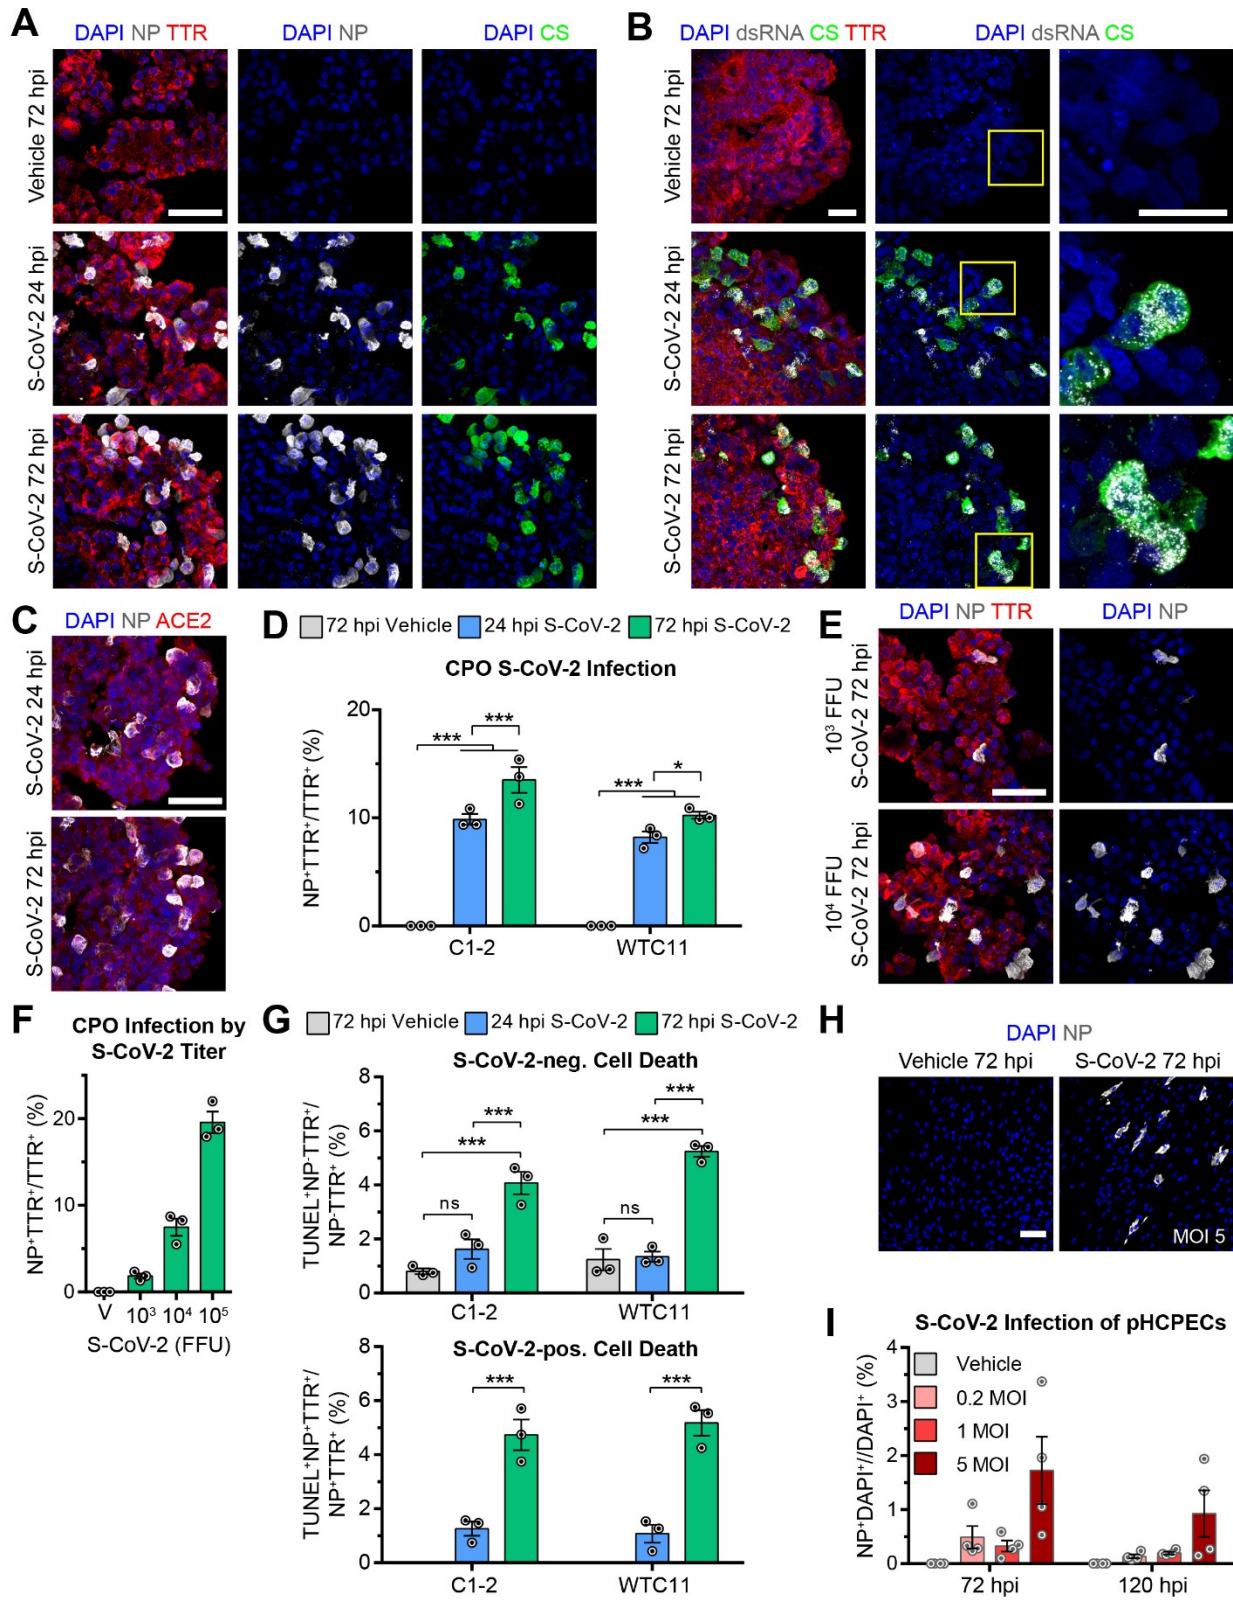 A
DAPI NP TTR
DAPI NP
DAPI CS
Vehicle 72 hpi
S-CoV-2 24 hpi
S-CoV-2 72 hpi
B
DAPI dsRNA CS TTR
DAPI dsRNA CS
Vehicle 72 hpi
S-CoV-2 24 hpi
S-CoV-2 72 hpi
C
DAPI NP ACE2
S-CoV-2 24 hpi
S-CoV-2 72 hpi
D
72 hpi Vehicle 24 hpi S-CoV-2 72 hpi S-CoV-2
CPO S-CoV-2 Infection
NP⁺TTR⁺/TTR⁺ (%)
20
10
0
*** ***
*** *
C1-2
WTC11
E
DAPI NP TTR
DAPI NP
10³ FFU
S-CoV-2 72 hpi
10⁴ FFU
S-CoV-2 72 hpi
F
CPO Infection by
S-CoV-2 Titer
NP⁺TTR⁺/TTR⁺ (%)
20
10
0
V 10³ 10⁴ 10⁵
S-CoV-2 (FFU)
G
72 hpi Vehicle 24 hpi S-CoV-2 72 hpi S-CoV-2
S-CoV-2-neg. Cell Death
TUNEL⁺NP⁻TTR⁺/
NP⁻TTR⁺ (%)
8
6
4
2
0
ns *** ***
ns *** ***
C1-2
WTC11
S-CoV-2-pos. Cell Death
TUNEL⁺NP⁺TTR⁺/
NP⁺TTR⁺ (%)
8
6
4
2
0
***
***
C1-2
WTC11
H
DAPI NP
Vehicle 72 hpi
S-CoV-2 72 hpi
MOI 5
I
S-CoV-2 Infection of pHCPECs
NP⁺DAPI⁺//DAPI⁺ (%)
4
3
2
1
0
Vehicle
0.2 MOI
1 MOI
5 MOI
72 hpi
120 hpi